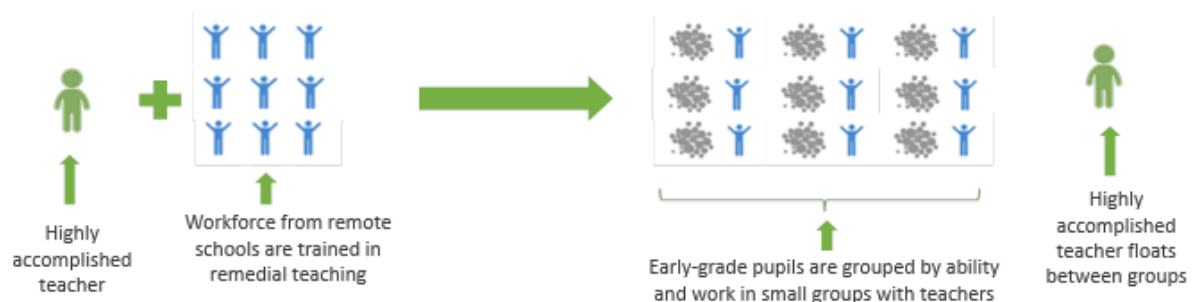 Highly
accomplished
teacher
Workforce from remote
schools are trained in
remedial teaching
Early-grade pupils are grouped by ability
and work in small groups with teachers
Highly
accomplished
teacher floats
between groups